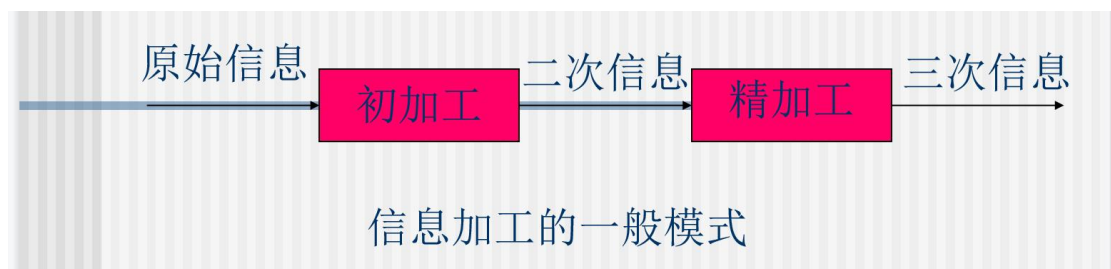 原始信息
初加工
二次信息
精加工
三次信息
信息加工的一般模式